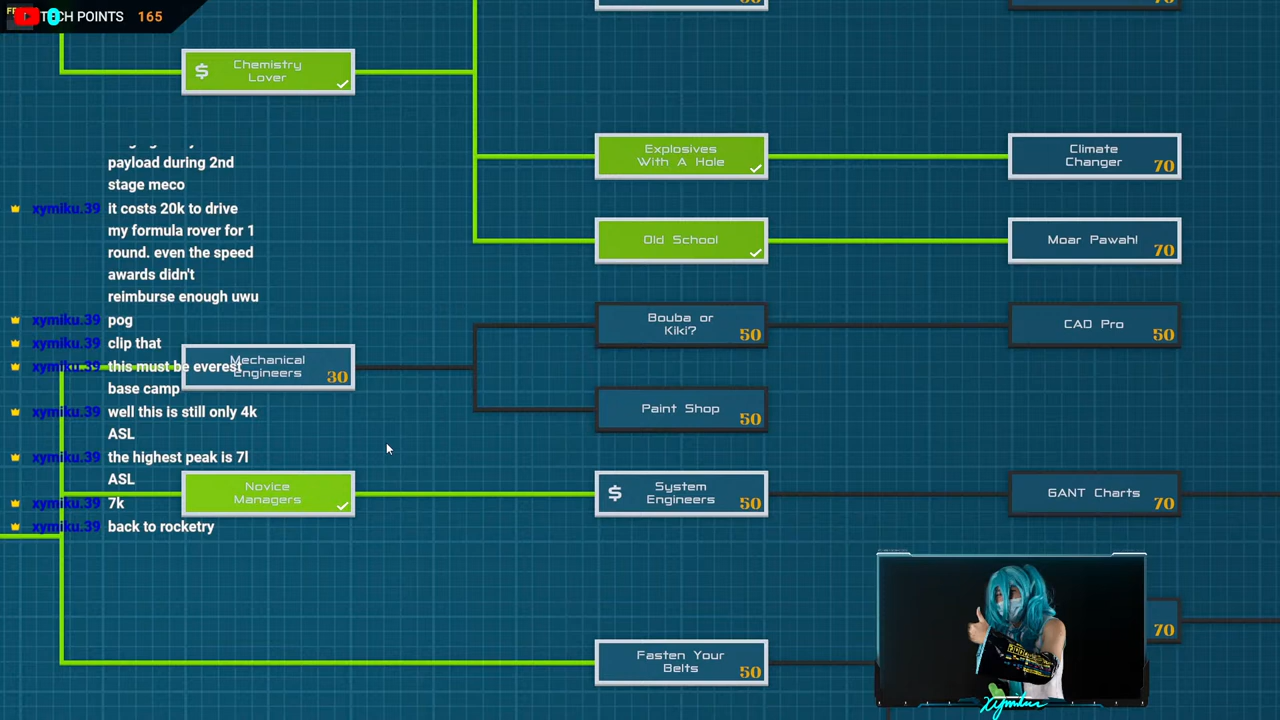 TECH POINTS 165
Chemistry
Lover
payload during 2nd
stage meco
xymiku.39 it costs 20k to drive
my formula rover for 1
round. even the speed
awards didn't
reimburse enough uwu
xymiku.39 pog
xymiku.39 clip that
xymiku.39 this must be everest
base camp
xymiku.39 well this is still only 4k
ASL
xymiku.39 the highest peak is 7l
ASL
xymiku.39 7k
xymiku.39 back to rocketry
Mechanical
Engineers
30
Novice
Managers
Explosives
With A Hole
Old School
Bouba or
Kiki?
50
Paint Shop
50
$ System
Engineers
50
Fasten Your
Belts
50
Climate
Changer
70
Moar Pawah!
70
CAD Pro
50
GANT Charts
70
70
xymiku